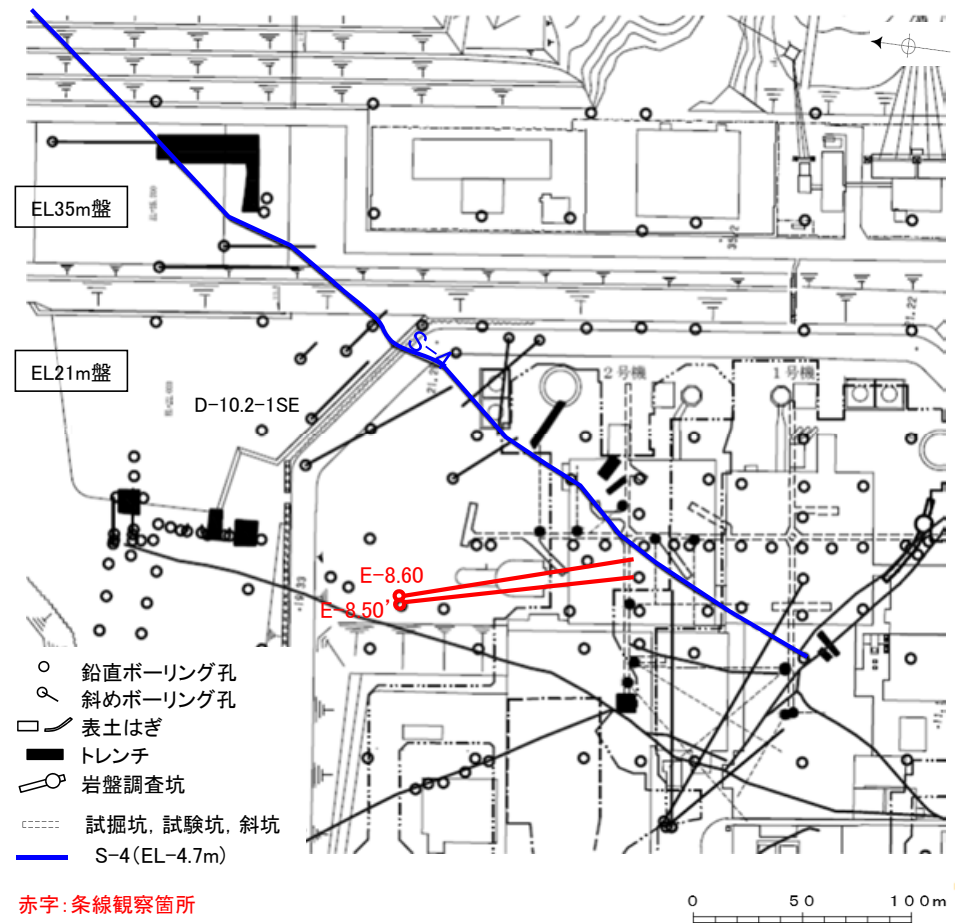 EL35m盤
35.2
21.22
EL21m盤
S-4
2号機
1号機
D-10.2-1SE
E-8.60
E-8.50'
鉛直ボーリング孔
斜めボーリング孔
表土はぎ
トレンチ
岩盤調査坑
試掘坑, 試験坑, 斜坑
S-4(EL-4.7m)
赤字:条線観察箇所
0 50 100m